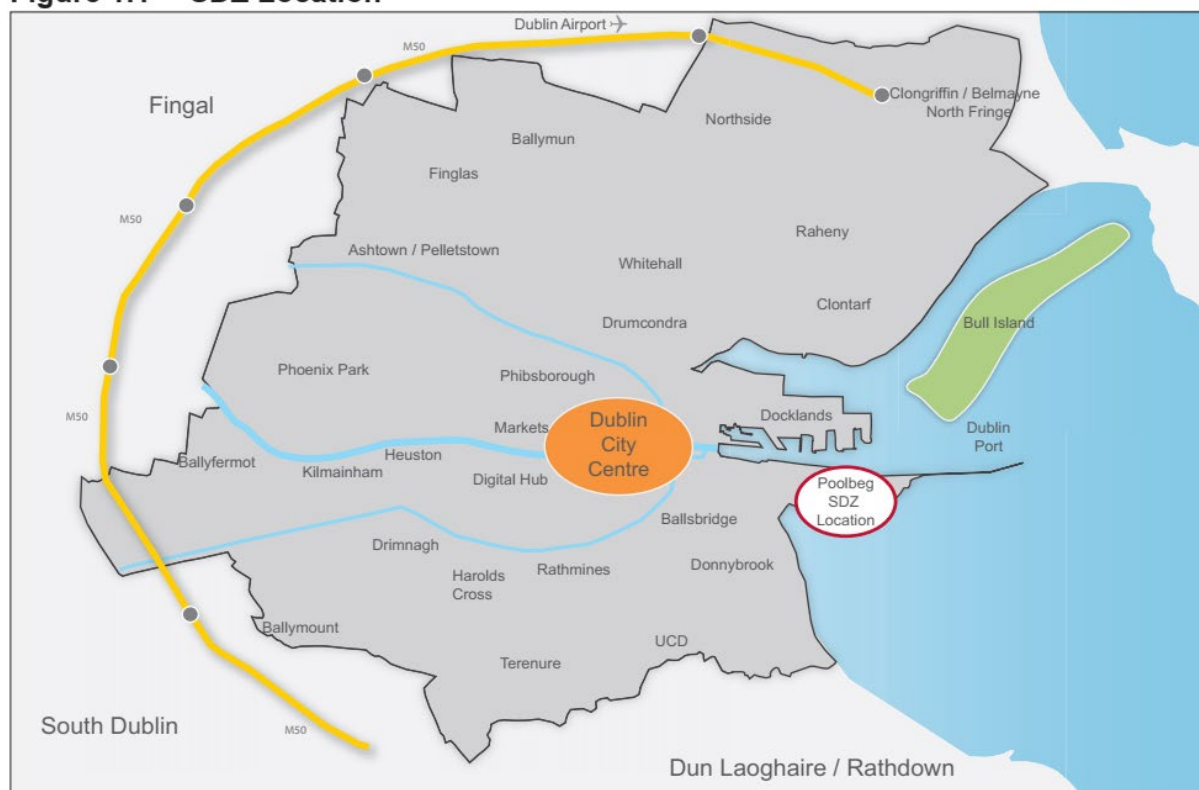 Dublin Airport
M50
Fingal
Clongriffin / Belmayne
North Fringe
Northside
Ballymun
Finglas
M50
Raheny
Ashtown / Pelletstown
Whitehall
Clontarf
Drumcondra
Bull Island
Phoenix Park
Phibsborough
M50
Docklands
Dublin
City
Centre
Markets
Dublin
Port
Heuston
Ballyfermot
Kilmainham
Digital Hub
Poolbeg
SDZ
Location
Ballsbridge
Drimnagh
Donnybrook
Rathmines
Harolds
Cross
Ballymount
UCD
Terenure
South Dublin
M50
Dun Laoghaire / Rathdown